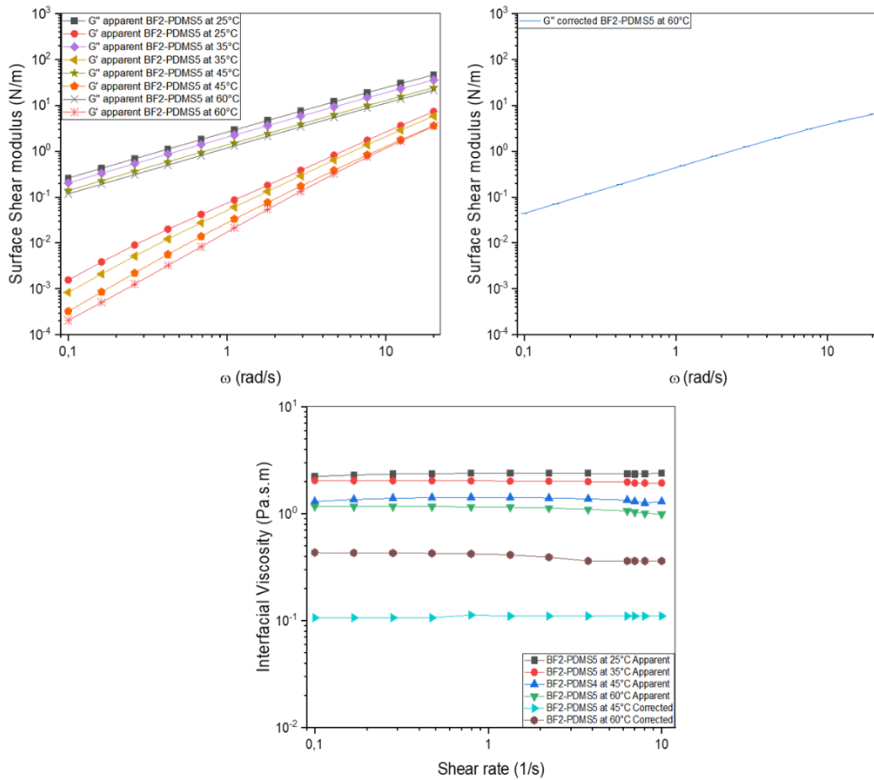 G'' apparent BF2-PDMS5 at 25°C
G' apparent BF2-PDMS5 at 25°C
G'' apparent BF2-PDMS5 at 35°C
G' apparent BF2-PDMS5 at 35°C
G'' apparent BF2-PDMS5 at 45°C
G' apparent BF2-PDMS5 at 45°C
G'' apparent BF2-PDMS5 at 60°C
G' apparent BF2-PDMS5 at 60°C
Surface Shear modulus (N/m)
10^3
10^2
10^1
10^0
10^-1
10^-2
10^-3
10^-4
0,1
1
10
ω (rad/s)
G'' corrected BF2-PDMS5 at 60°C
Surface Shear modulus (N/m)
10^3
10^2
10^1
10^0
10^-1
10^-2
10^-3
10^-4
0,1
1
10
ω (rad/s)
Interfacial Viscosity (Pa.s.m)
10^1
10^0
10^-1
10^-2
BF2-PDMS5 at 25°C Apparent
BF2-PDMS5 at 35°C Apparent
BF2-PDMS4 at 45°C Apparent
BF2-PDMS5 at 60°C Apparent
BF2-PDMS5 at 45°C Corrected
BF2-PDMS5 at 60°C Corrected
0,1
1
10
Shear rate (1/s)